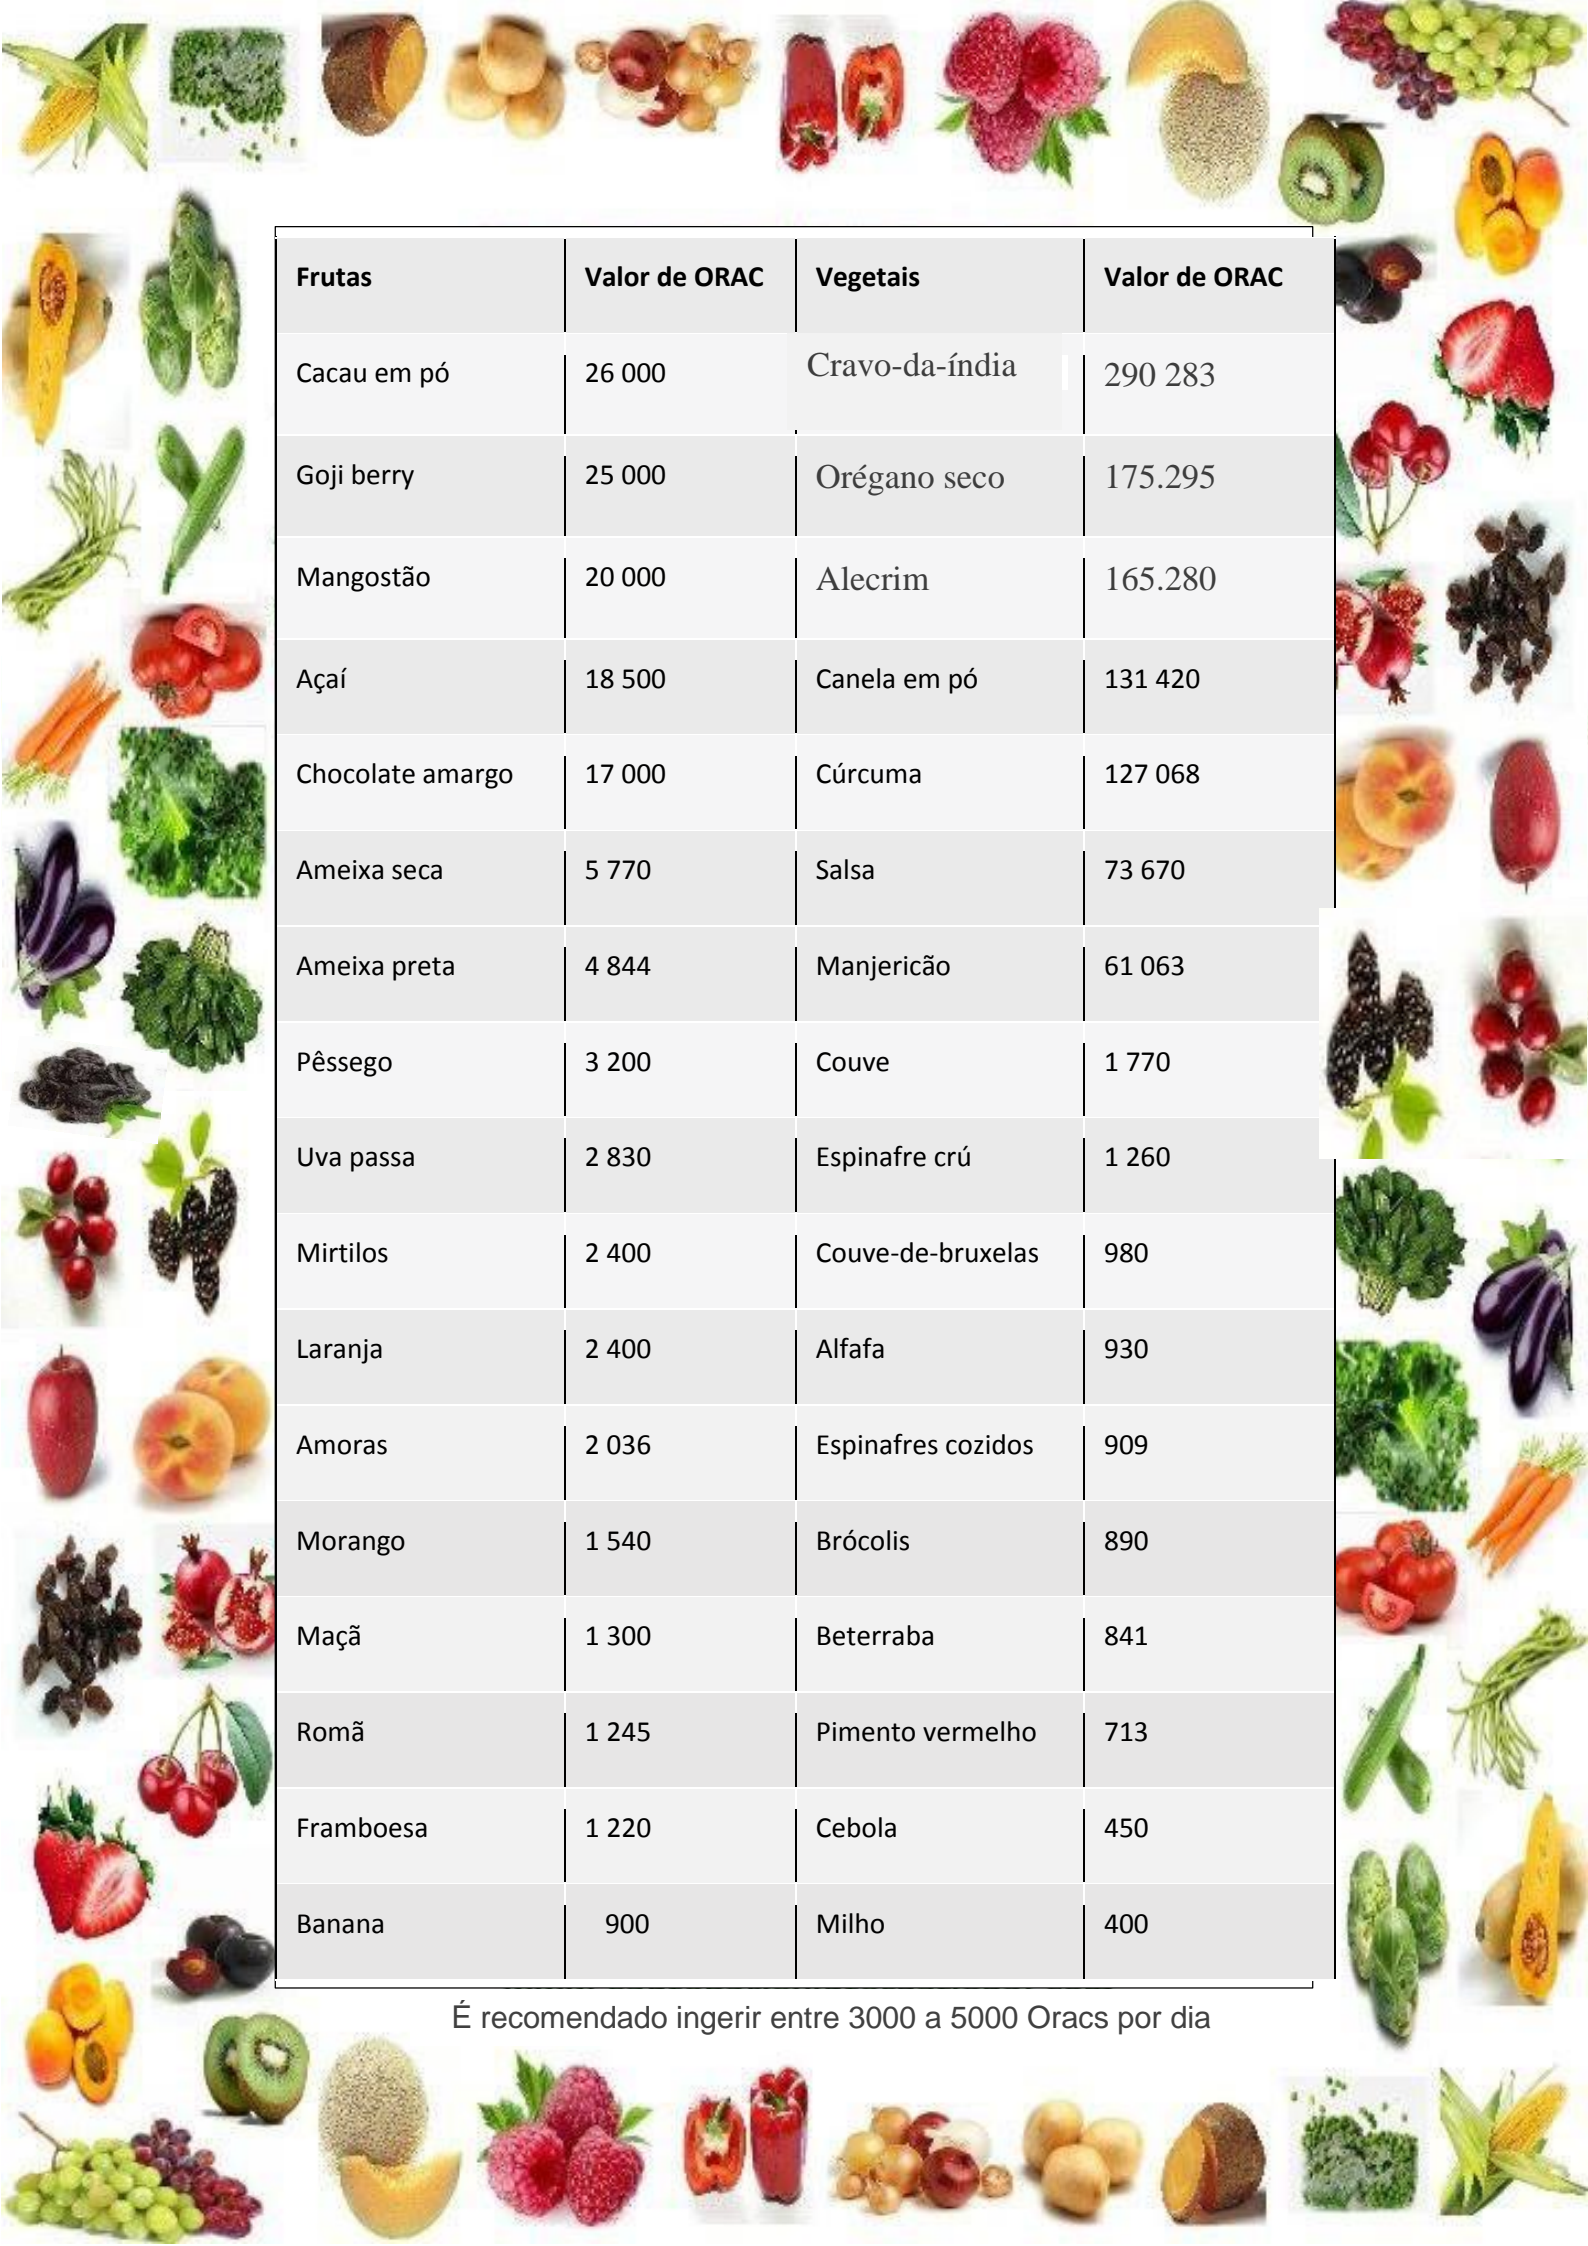 Frutas Valor de ORAC Vegetais Valor de ORAC
Cacau em pó 26 000 Cravo-da-índia 290 283
Goji berry 25 000 Orégano seco 175.295
Mangostão 20 000 Alecrim 165.280
Açaí 18 500 Canela em pó 131 420
Chocolate amargo 17 000 Cúrcuma 127 068
Ameixa seca 5 770 Salsa 73 670
Ameixa preta 4 844 Manjericão 61 063
Pêssego 3 200 Couve 1 770
Uva passa 2 830 Espinafre crú 1 260
Mirtilos 2 400 Couve-de-bruxelas 980
Laranja 2 400 Alfafa 930
Amoras 2 036 Espinafres cozidos 909
Morango 1 540 Brócolis 890
Maçã 1 300 Beterraba 841
Romã 1 245 Pimento vermelho 713
Framboesa 1 220 Cebola 450
Banana 900 Milho 400
É recomendado ingerir entre 3000 a 5000 Oracs por dia